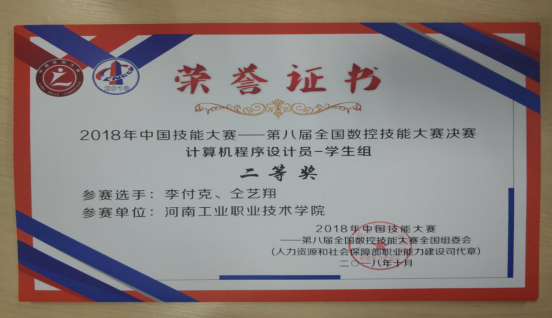 2018
荣誉证书
2018年中国技能大赛——第八届全国数控技能大赛决赛
计算机程序设计员-学生组
二等奖
参赛选手：李付克、仝艺翔
参赛单位：河南工业职业技术学院
2018年中国技能大赛
——第八届全国数控技能大赛全国组委会
(人力资源和社会保障部职业能力建设司代章)
二〇一八年十月